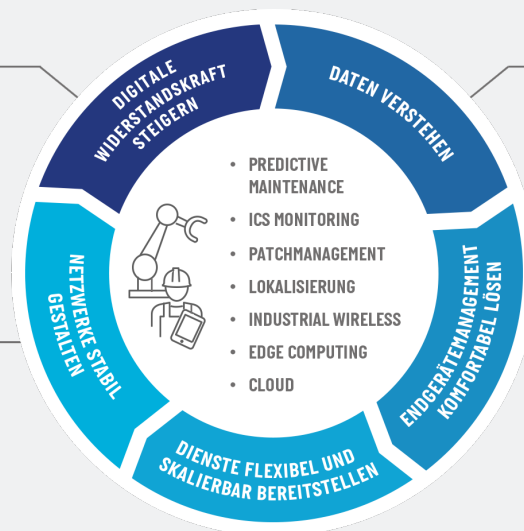 DIGITALE
WIDERSTANDSKRAFT
STEIGERN
DATEN VERSTEHEN
• PREDICTIVE
MAINTENANCE
• ICS MONITORING
• PATCHMANAGEMENT
• LOKALISIERUNG
• INDUSTRIAL WIRELESS
• EDGE COMPUTING
• CLOUD
ENDGERÄTEMANAGEMENT
KOMFORTABEL LÖSEN
DIENSTE FLEXIBEL UND
SKALIERBAR BEREITSTELLEN
NETZWERKE STABIL
GESTALTEN